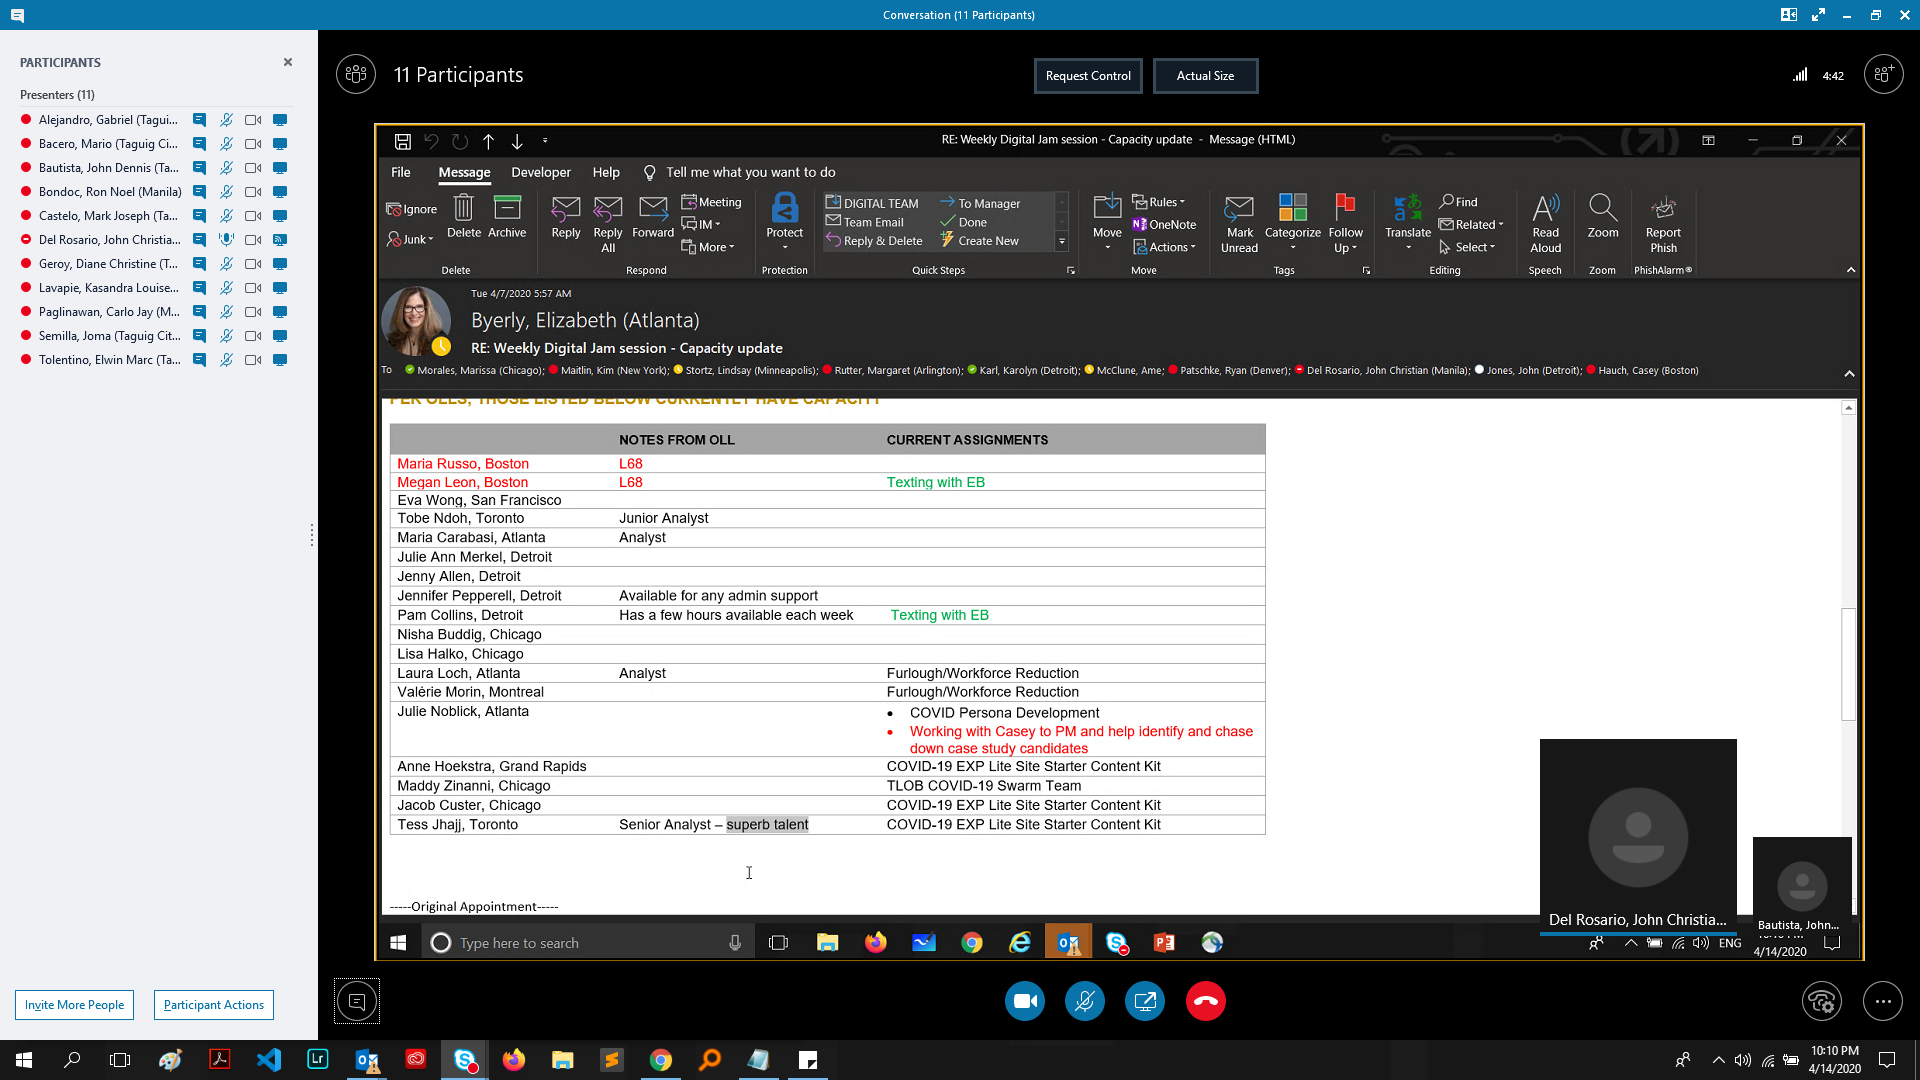 Conversation (11 Participants)
PARTICIPANTS
Presenters (11)
Alejandro, Gabriel (Tagui...
Bacero, Mario (Taguig Ci...
Bautista, John Dennis (Ta...
Bondoc, Ron Noel (Manila)
Castelo, Mark Joseph (Ta...
Del Rosario, John Christia...
Geroy, Diane Christine (T...
Lavapie, Kasandra Louise...
Paglinawan, Carlo Jay (M...
Semilla, Joma (Taguig Cit...
Tolentino, Elwin Marc (Ta...
Invite More People
Participant Actions
11 Participants
Request Control
Actual Size
4:42
RE: Weekly Digital Jam session - Capacity update - Message (HTML)
File Message Developer Help Tell me what you want to do
Ignore
Junk
Delete
Archive
Delete
Reply
Reply All
Forward
Meeting
IM
More
Respond
Protect
Protection
DIGITAL TEAM
Team Email
Reply & Delete
To Manager
Done
Create New
Quick Steps
Move
Rules
OneNote
Actions
Move
Mark Unread
Categorize
Follow Up
Tags
Translate
Find
Related
Select
Editing
Read Aloud
Speech
Zoom
Zoom
Report Phish
PhishAlarm®
Tue 4/7/2020 5:57 AM
Byerly, Elizabeth (Atlanta)
RE: Weekly Digital Jam session - Capacity update
To Morales, Marissa (Chicago); Maitlin, Kim (New York); Stortz, Lindsay (Minneapolis); Rutter, Margaret (Arlington); Karl, Karolyn (Detroit); McClune, Ame; Patschke, Ryan (Denver); Del Rosario, John Christian (Manila); Jones, John (Detroit); Hauch, Casey (Boston)
PER OLLS, THOSE LISTED BELOW CURRENTLY HAVE CAPACITY
NOTES FROM OLL CURRENT ASSIGNMENTS
Maria Russo, Boston L68
Megan Leon, Boston L68 Texting with EB
Eva Wong, San Francisco
Tobe Ndoh, Toronto Junior Analyst
Maria Carabasi, Atlanta Analyst
Julie Ann Merkel, Detroit
Jenny Allen, Detroit
Jennifer Pepperell, Detroit Available for any admin support
Pam Collins, Detroit Has a few hours available each week Texting with EB
Nisha Buddig, Chicago
Lisa Halko, Chicago
Laura Loch, Atlanta Analyst Furlough/Workforce Reduction
Valérie Morin, Montreal Furlough/Workforce Reduction
Julie Noblick, Atlanta • COVID Persona Development
• Working with Casey to PM and help identify and chase
down case study candidates
Anne Hoekstra, Grand Rapids COVID-19 EXP Lite Site Starter Content Kit
Maddy Zinanni, Chicago TLOB COVID-19 Swarm Team
Jacob Custer, Chicago COVID-19 EXP Lite Site Starter Content Kit
Tess Jhajj, Toronto Senior Analyst – superb talent COVID-19 EXP Lite Site Starter Content Kit
-----Original Appointment-----
Del Rosario, John Christia...
Bautista, John...
Type here to search
ENG
4/14/2020
10:10 PM
4/14/2020